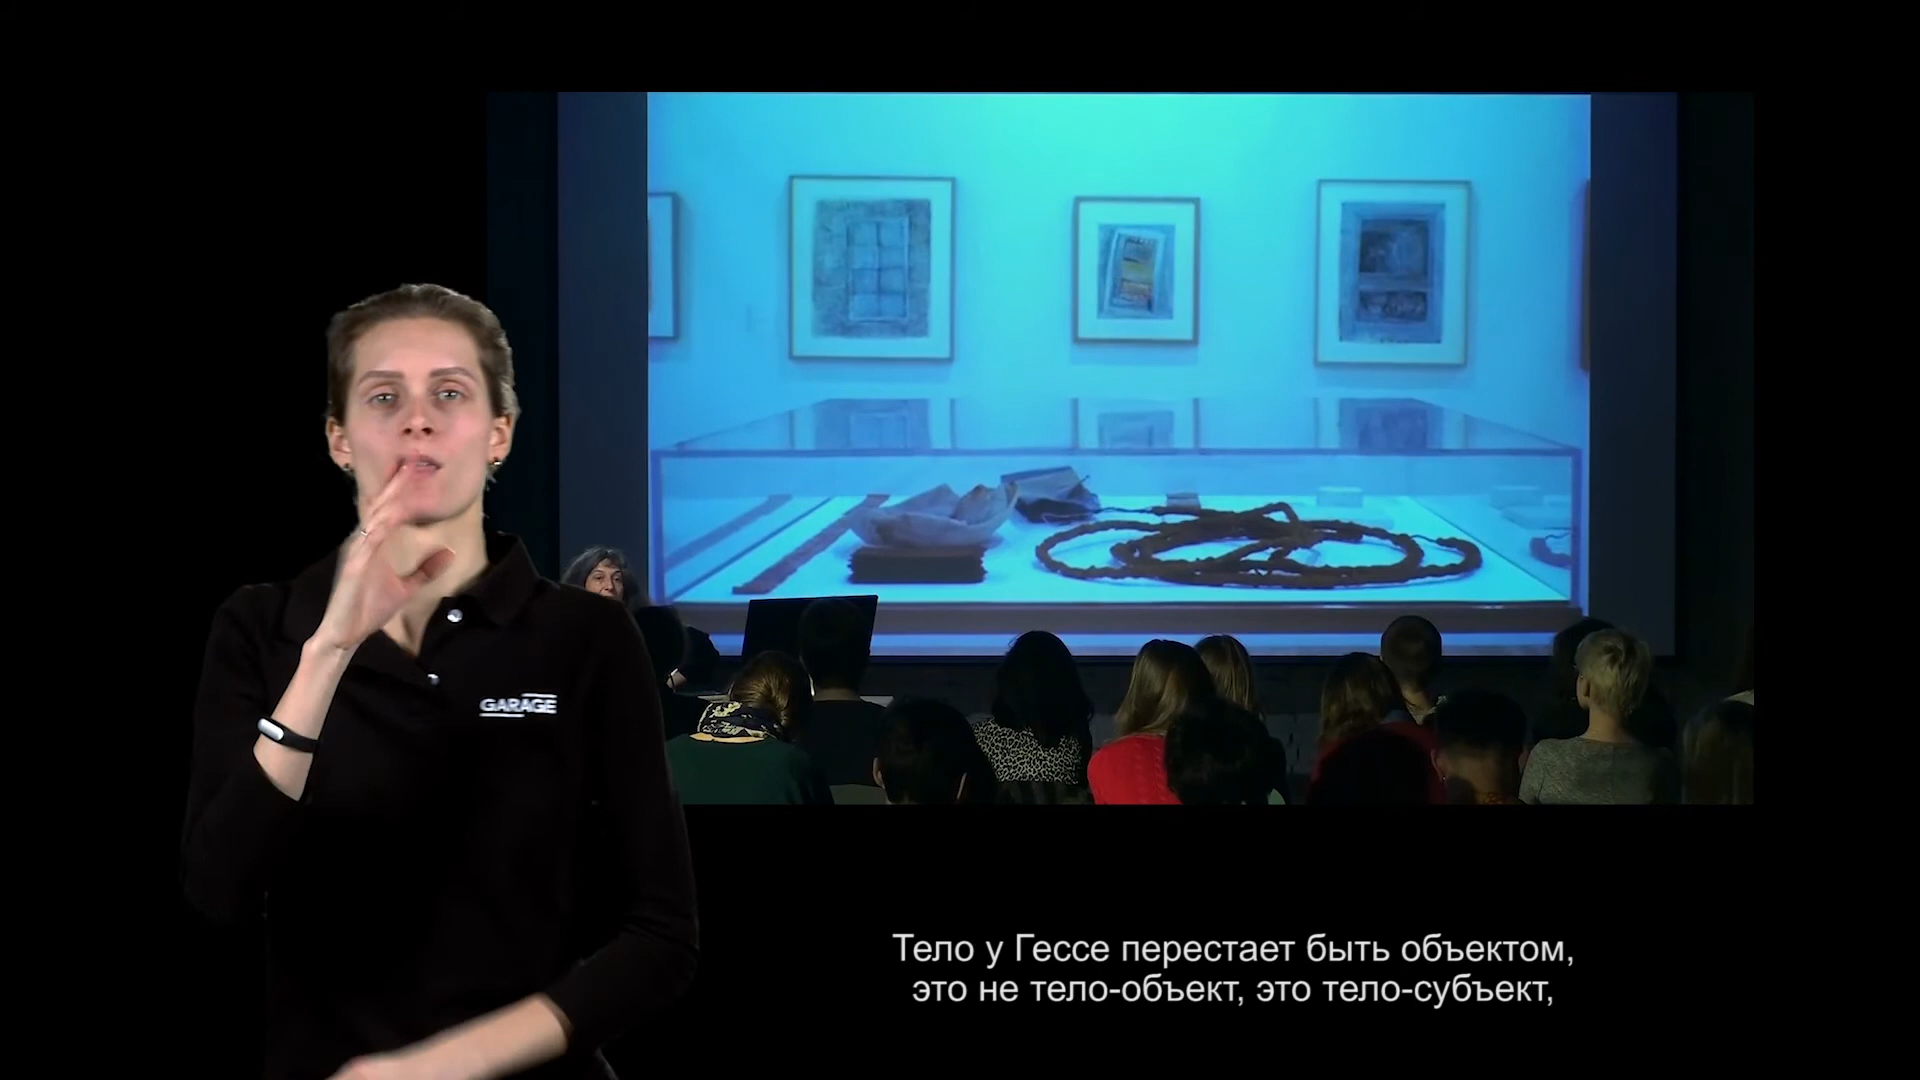 GARAGE
Тело у Гессе перестает быть объектом,
это не тело-объект, это тело-субъект,